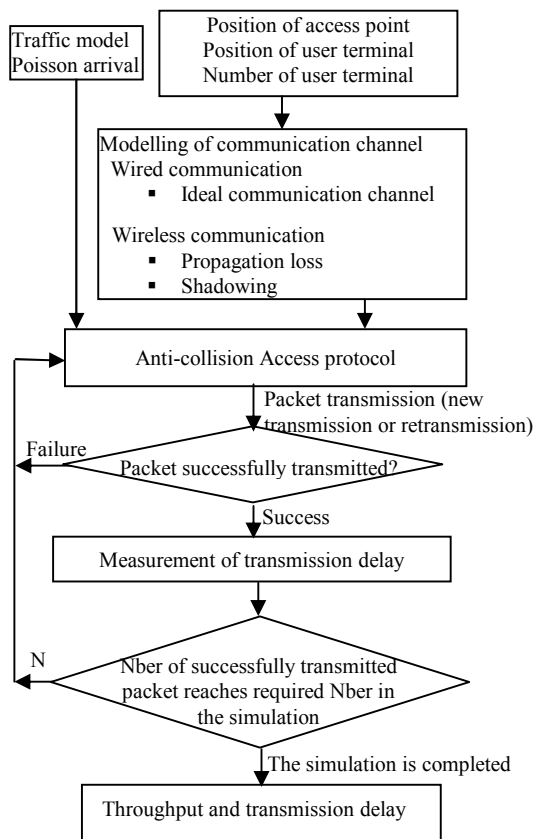 Traffic model
Poisson arrival
Position of access point
Position of user terminal
Number of user terminal
Modelling of communication channel
Wired communication
▪ Ideal communication channel
Wireless communication
▪ Propagation loss
▪ Shadowing
Anti-collision Access protocol
Packet transmission (new
transmission or retransmission)
Failure
Packet successfully transmitted?
Success
Measurement of transmission delay
N
Nber of successfully transmitted
packet reaches required Nber in
the simulation
The simulation is completed
Throughput and transmission delay